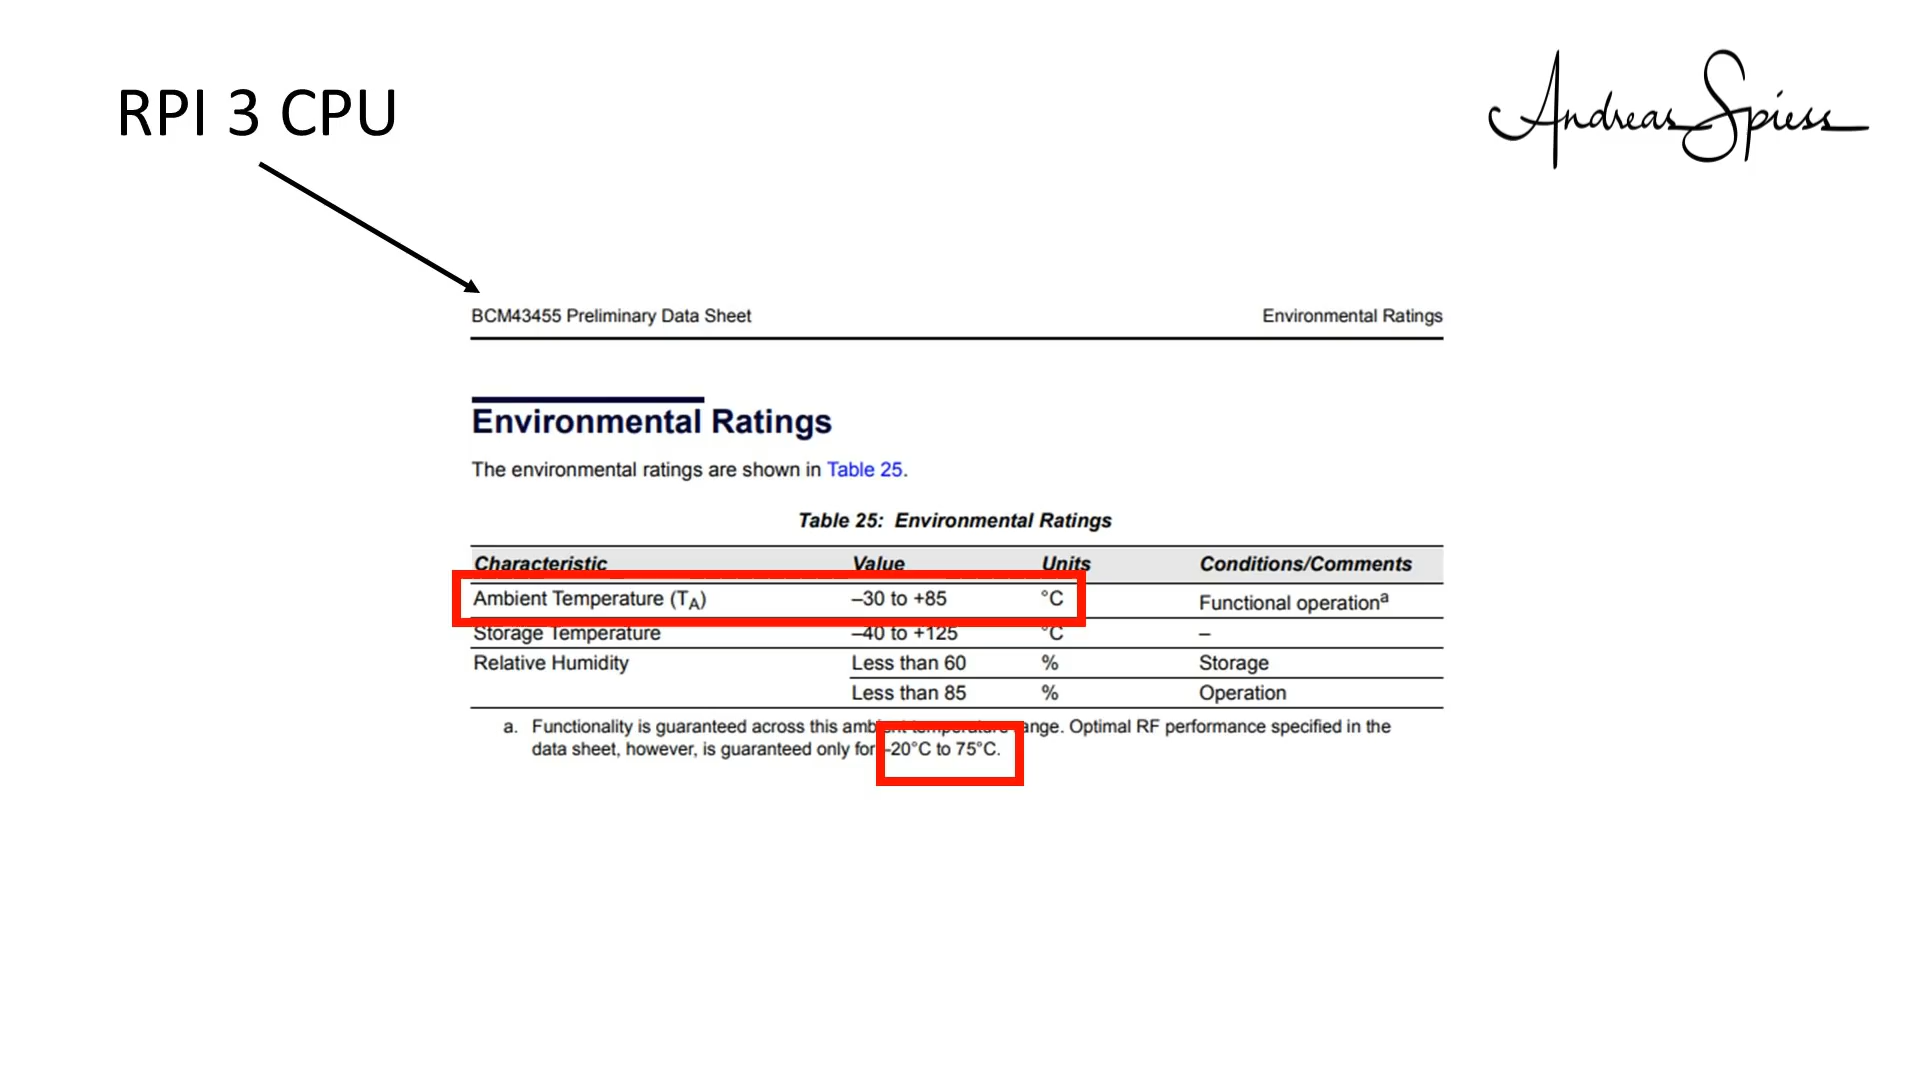 RPI 3 CPU
Andreas Spiess
BCM43455 Preliminary Data Sheet Environmental Ratings
Environmental Ratings
The environmental ratings are shown in Table 25.
Table 25: Environmental Ratings
Characteristic Value Units Conditions/Comments
Ambient Temperature (TA) –30 to +85 °C Functional operationa
Storage Temperature –40 to +125 °C –
Relative Humidity Less than 60 % Storage
Less than 85 % Operation
a. Functionality is guaranteed across this ambient temperature range. Optimal RF performance specified in the
data sheet, however, is guaranteed only for –20°C to 75°C.